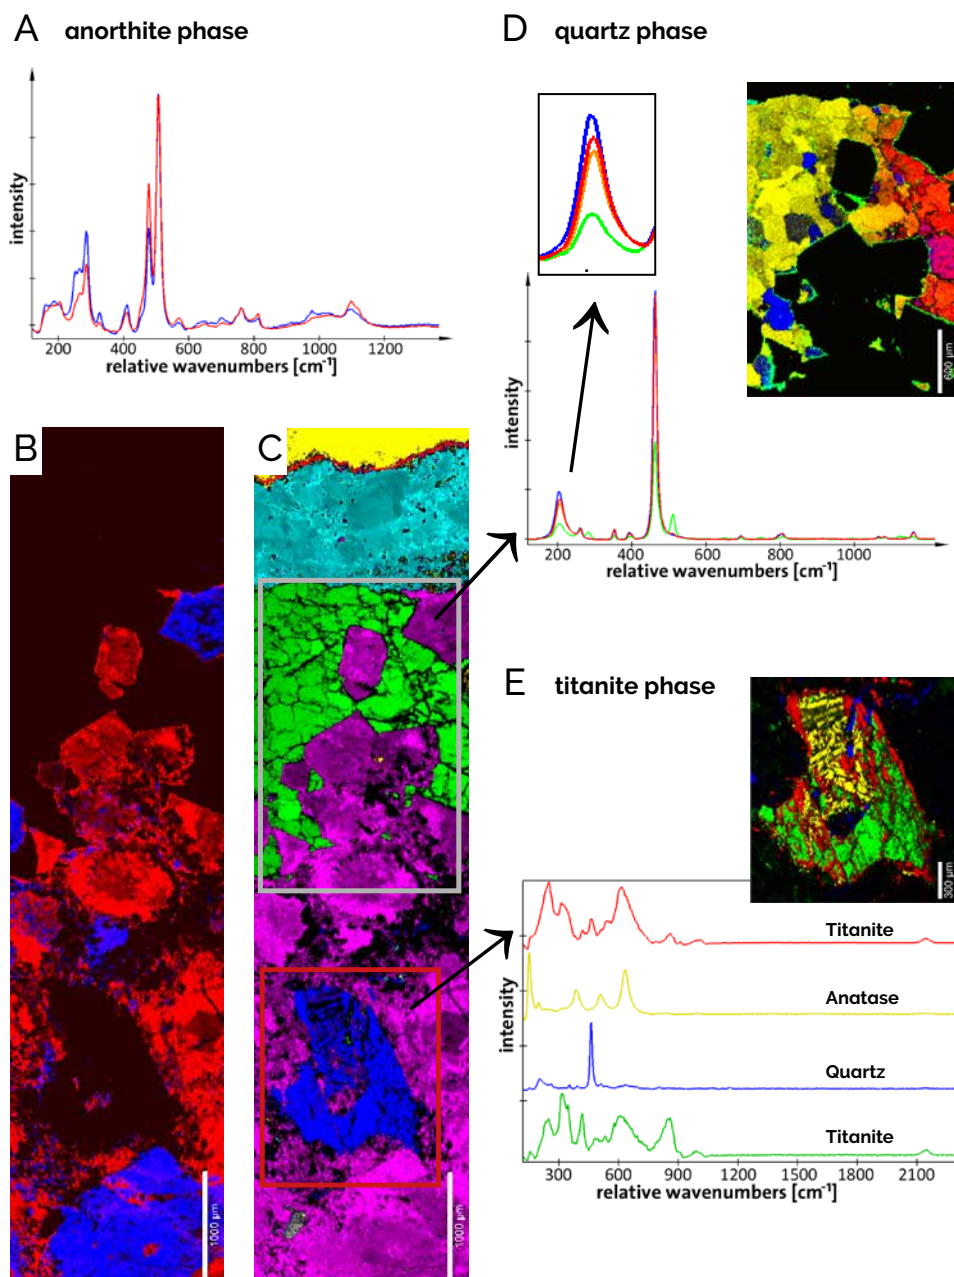 A anorthite phase
intensity
200 400 600 800 1000 1200
relative wavenumbers [cm⁻¹]
B
1000 µm
C
1000 µm
D quartz phase
600 µm
intensity
200 400 600 800 1000
relative wavenumbers [cm⁻¹]
E titanite phase
300 µm
Titanite
Anatase
Quartz
Titanite
intensity
300 600 900 1200 1500 1800 2100
relative wavenumbers [cm⁻¹]